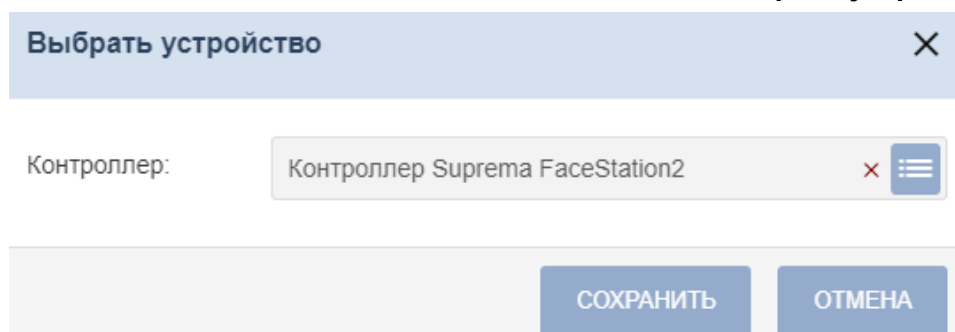 Выбрать устройство
Контроллер: Контроллер Suprema FaceStation2
СОХРАНИТЬ ОТМЕНА